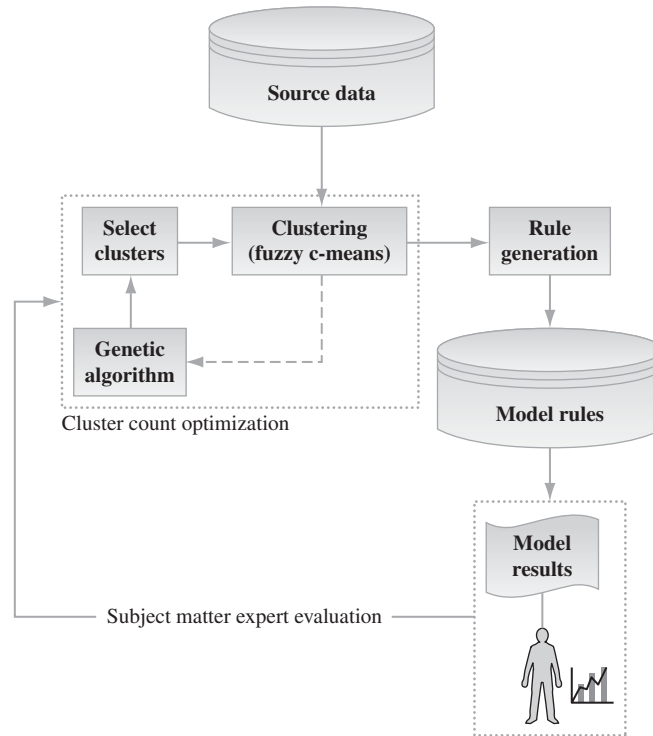 Source data
Select
clusters
Clustering
(fuzzy c-means)
Rule
generation
Genetic
algorithm
Cluster count optimization
Model rules
Model
results
Subject matter expert evaluation